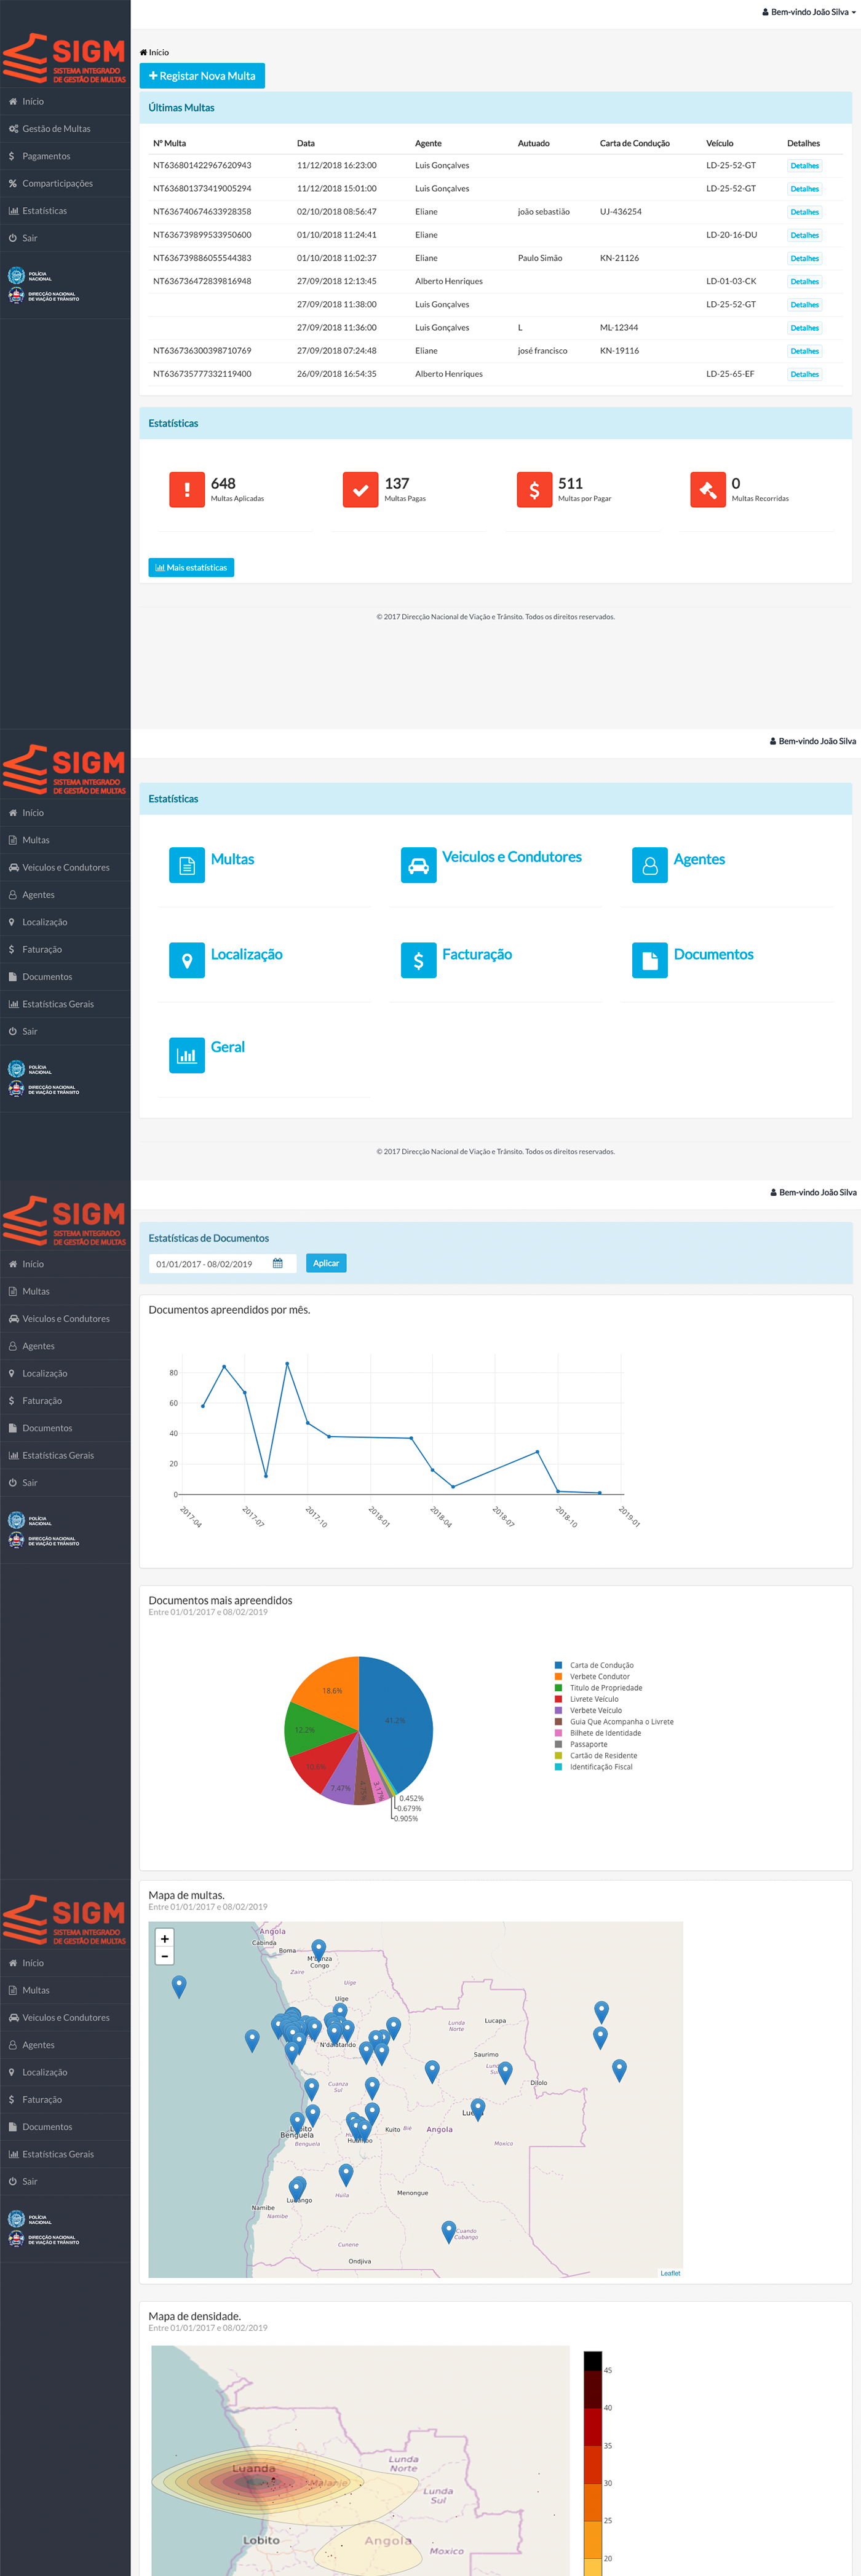 Bem-vindo João Silva
SIGM
SISTEMA INTEGRADO
DE GESTÃO DE MULTAS
Início
Gestão de Multas
Pagamentos
Comparticipações
Estatísticas
Sair
POLÍCIA
NACIONAL
DIRECÇÃO NACIONAL
DE VIAÇÃO E TRÂNSITO
Início
Registar Nova Multa
Últimas Multas
Nº Multa Data Agente Autuado Carta de Condução Veículo Detalhes
NT636801422967620943 11/12/2018 16:23:00 Luis Gonçalves LD-25-52-GT Detalhes
NT636801373419005294 11/12/2018 15:01:00 Luis Gonçalves LD-25-52-GT Detalhes
NT636740674633928358 02/10/2018 08:56:47 Eliane joão sebastião UJ-436254 Detalhes
NT636739899533950600 01/10/2018 11:24:41 Eliane LD-20-16-DU Detalhes
NT636739886055544383 01/10/2018 11:02:37 Eliane Paulo Simão KN-21126 Detalhes
NT636736472839816948 27/09/2018 12:13:45 Alberto Henriques LD-01-03-CK Detalhes
27/09/2018 11:38:00 Luis Gonçalves LD-25-52-GT Detalhes
27/09/2018 11:36:00 Luis Gonçalves L ML-12344 Detalhes
NT636736300398710769 27/09/2018 07:24:48 Eliane josé francisco KN-19116 Detalhes
NT636735777332119400 26/09/2018 16:54:35 Alberto Henriques LD-25-65-EF Detalhes
Estatísticas
648 137 511 0
Multas Aplicadas Multas Pagas Multas por Pagar Multas Recorridas
Mais estatísticas
© 2017 Direcção Nacional de Viação e Trânsito. Todos os direitos reservados.
Bem-vindo João Silva
SIGM
SISTEMA INTEGRADO
DE GESTÃO DE MULTAS
Início
Multas
Veiculos e Condutores
Agentes
Localização
Faturação
Documentos
Estatísticas Gerais
Sair
POLÍCIA
NACIONAL
DIRECÇÃO NACIONAL
DE VIAÇÃO E TRÂNSITO
Estatísticas
Multas Veiculos e Condutores Agentes
Localização Facturação Documentos
Geral
© 2017 Direcção Nacional de Viação e Trânsito. Todos os direitos reservados.
Bem-vindo João Silva
SIGM
SISTEMA INTEGRADO
DE GESTÃO DE MULTAS
Início
Multas
Veiculos e Condutores
Agentes
Localização
Faturação
Documentos
Estatísticas Gerais
Sair
POLÍCIA
NACIONAL
DIRECÇÃO NACIONAL
DE VIAÇÃO E TRÂNSITO
Estatísticas de Documentos
01/01/2017 - 08/02/2019 Aplicar
Documentos apreendidos por mês.
80
60
40
20
0
2017-04 2017-07 2017-10 2018-01 2018-04 2018-07 2018-10 2019-01
Documentos mais apreendidos
Entre 01/01/2017 e 08/02/2019
41.2%
18.6%
12.2%
7.47%
3.17%
0.452%
0.679%
0.905%
Carta de Condução
Verbete Condutor
Titulo de Propriedade
Livrete Veículo
Verbete Veículo
Guia Que Acompanha o Livrete
Bilhete de Identidade
Passaporte
Cartão de Residente
Identificação Fiscal
SIGM
SISTEMA INTEGRADO
DE GESTÃO DE MULTAS
Início
Multas
Veiculos e Condutores
Agentes
Localização
Faturação
Documentos
Estatísticas Gerais
Sair
POLÍCIA
NACIONAL
DIRECÇÃO NACIONAL
DE VIAÇÃO E TRÂNSITO
Mapa de multas.
Entre 01/01/2017 e 08/02/2019
+
-
Angola
Cabinda
Boma
Congo
Zaire
Uíge
Uíge
Lunda
Norte
Lucapa
N'dalatando
Saurimo
Dilolo
Cuanza
Sul
Benguela
Benguela
Kuito
Bié
Angola
Moxico
Huíla
Menongue
Namibe
Namibe
Cuando
Cubango
Cunene
Ondjiva
Leaflet
Mapa de densidade.
Entre 01/01/2017 e 08/02/2019
Luanda
Malanje
Lunda
Norte
Lunda
Sul
Lobito
Angola
Moxico
45
40
35
30
25
20